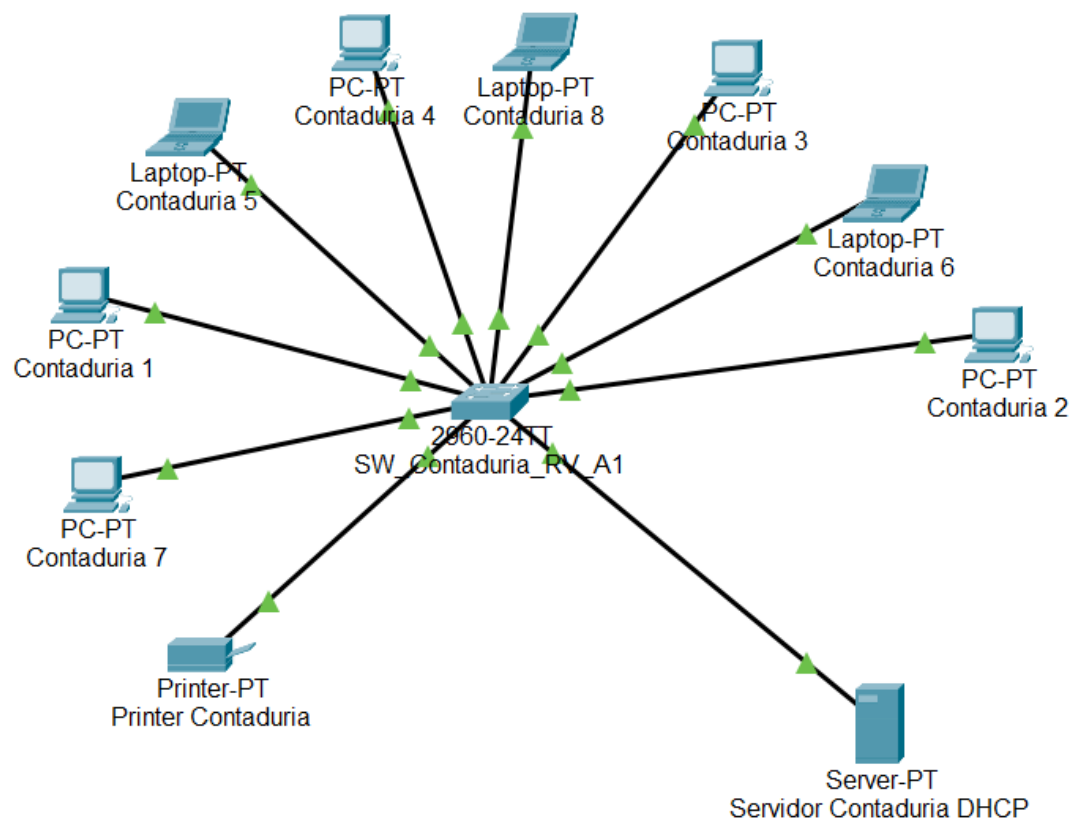 PC-PT
Contaduria 4
Laptop-PT
Contaduria 8
PC-PT
Contaduria 3
Laptop-PT
Contaduria 5
Laptop-PT
Contaduria 6
PC-PT
Contaduria 1
PC-PT
Contaduria 2
2960-24TT
SW_Contaduria_RV_A1
PC-PT
Contaduria 7
Printer-PT
Printer Contaduria
Server-PT
Servidor Contaduria DHCP